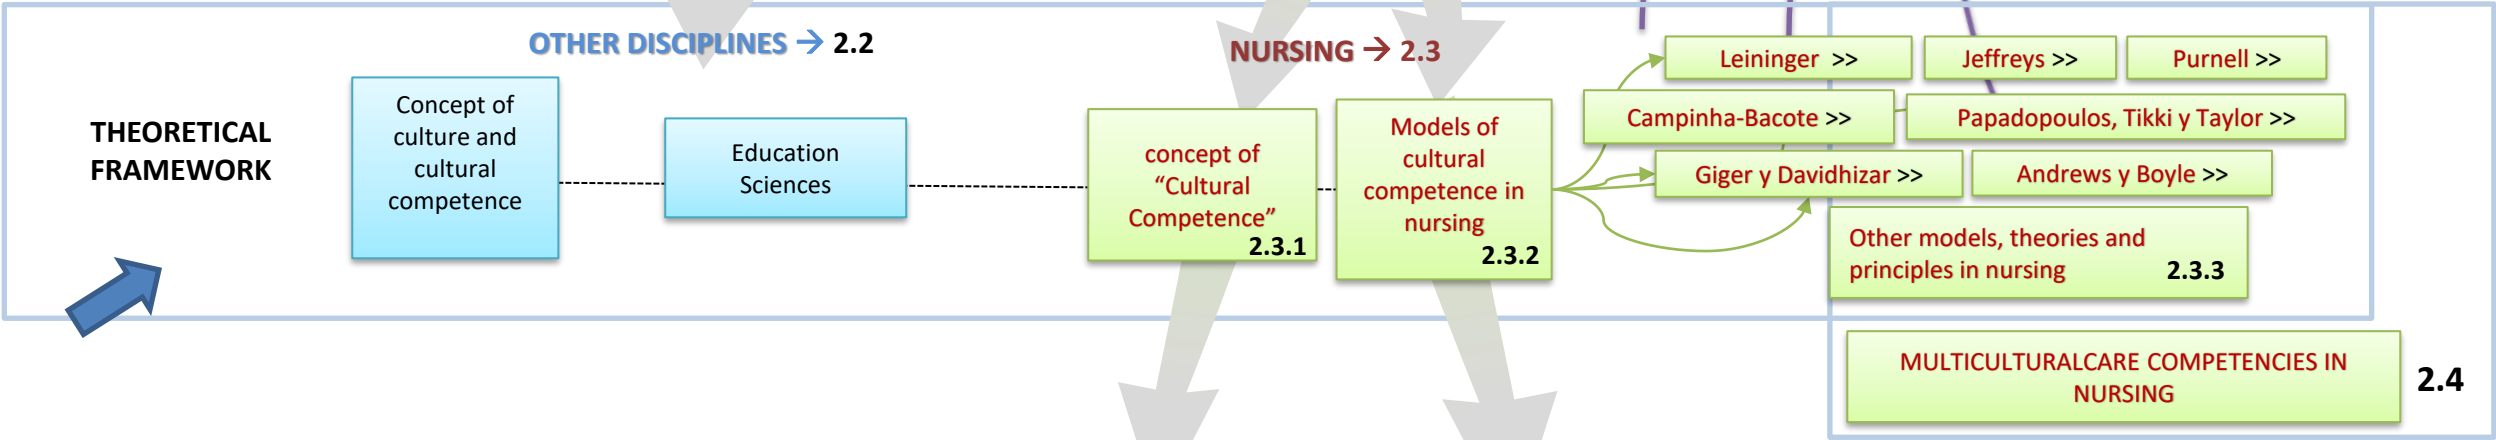 OTHER DISCIPLINES → 2.2
NURSING → 2.3
THEORETICAL
FRAMEWORK
Concept of
culture and
cultural
competence
Education
Sciences
concept of
“Cultural
Competence”
2.3.1
Models of
cultural
competence in
nursing
2.3.2
Leininger >>
Jeffreys >>
Purnell >>
Campinha-Bacote >>
Papadopoulos, Tikki y Taylor >>
Giger y Davidhizar >>
Andrews y Boyle >>
Other models, theories and
principles in nursing
2.3.3
MULTICULTURALCARE COMPETENCIES IN
NURSING
2.4